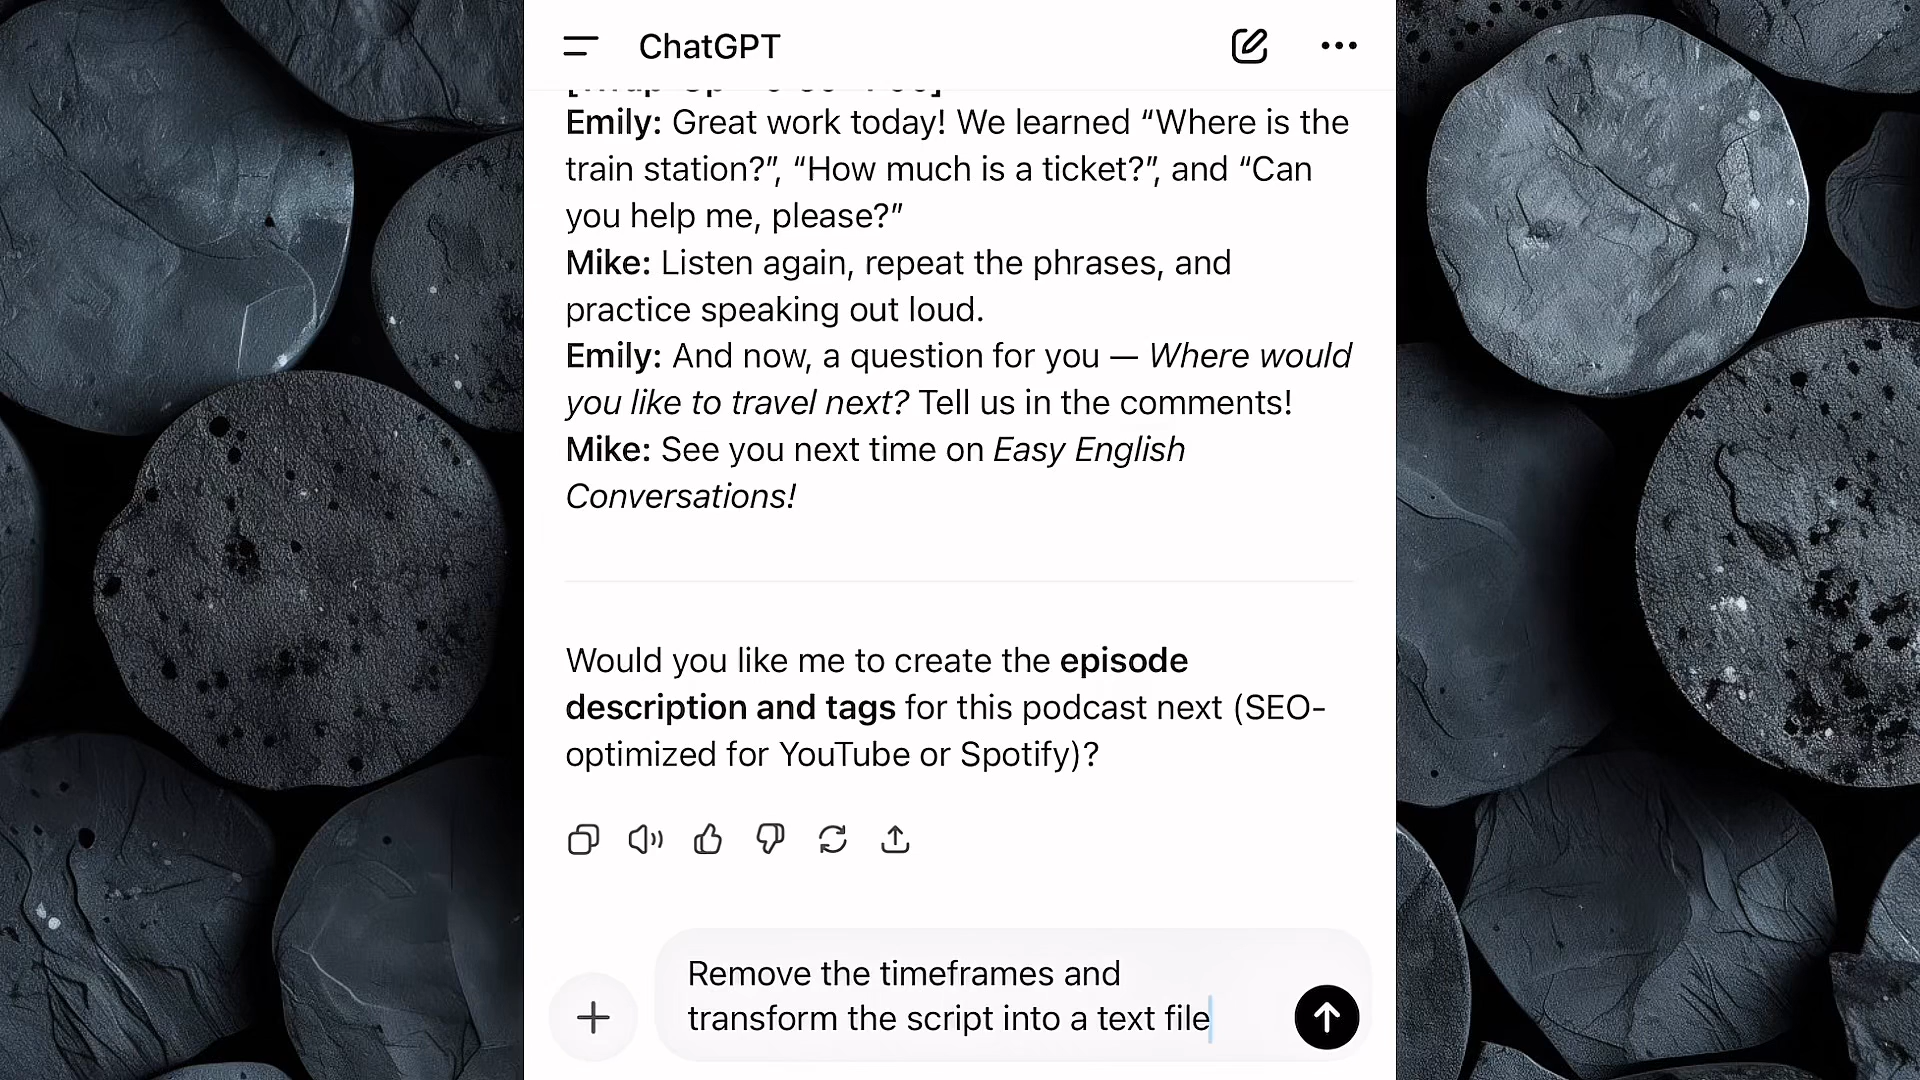 ChatGPT
Emily: Great work today! We learned “Where is the
train station?”, “How much is a ticket?”, and “Can
you help me, please?”
Mike: Listen again, repeat the phrases, and
practice speaking out loud.
Emily: And now, a question for you — Where would
you like to travel next? Tell us in the comments!
Mike: See you next time on Easy English
Conversations!
Would you like me to create the episode
description and tags for this podcast next (SEO-
optimized for YouTube or Spotify)?
Remove the timeframes and
transform the script into a text file